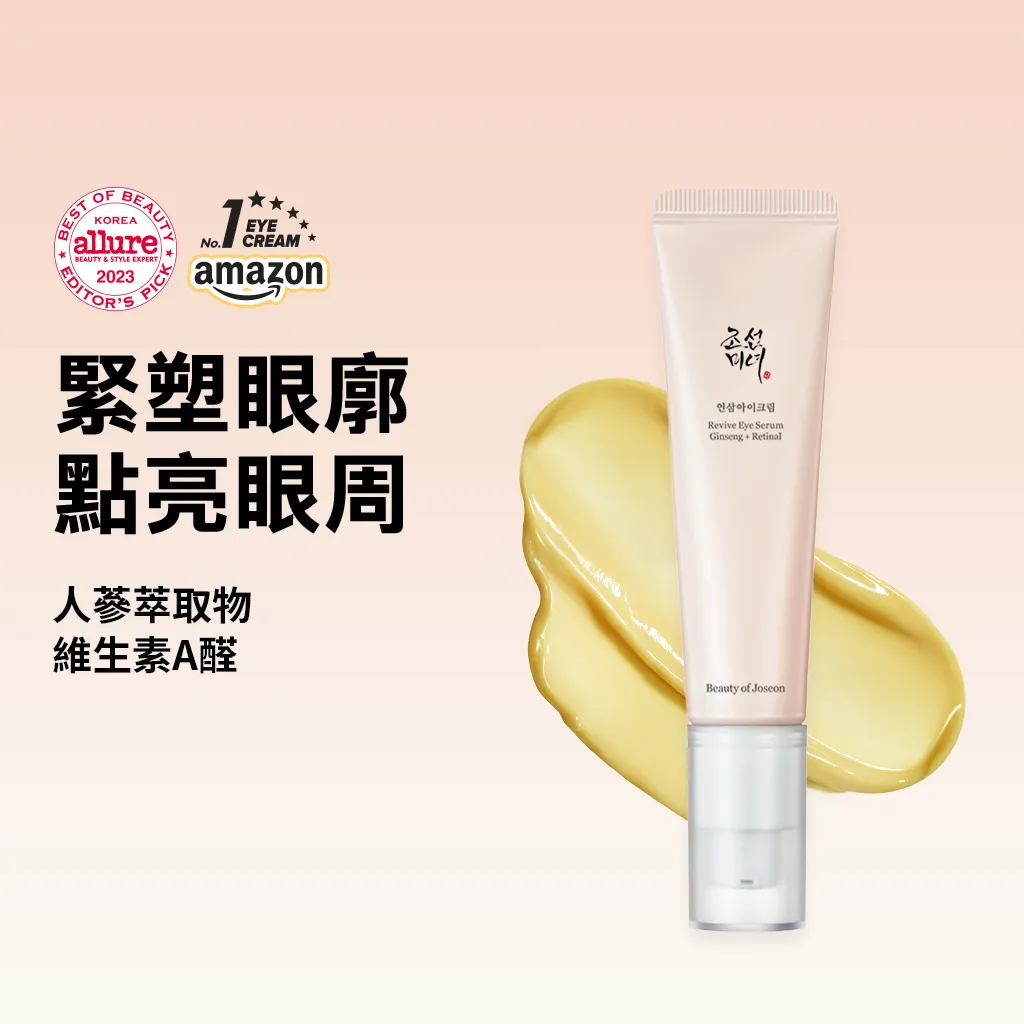 BEST OF BEAUTY
KOREA
allure
BEAUTY & STYLE EXPERT
2023
EDITOR'S PICK
No.1 EYE CREAM
amazon
緊塑眼廓
點亮眼周
人蔘萃取物
維生素A醛
조선
미녀
인삼아이크림
Revive Eye Serum
Ginseng + Retinal
Beauty of Joseon